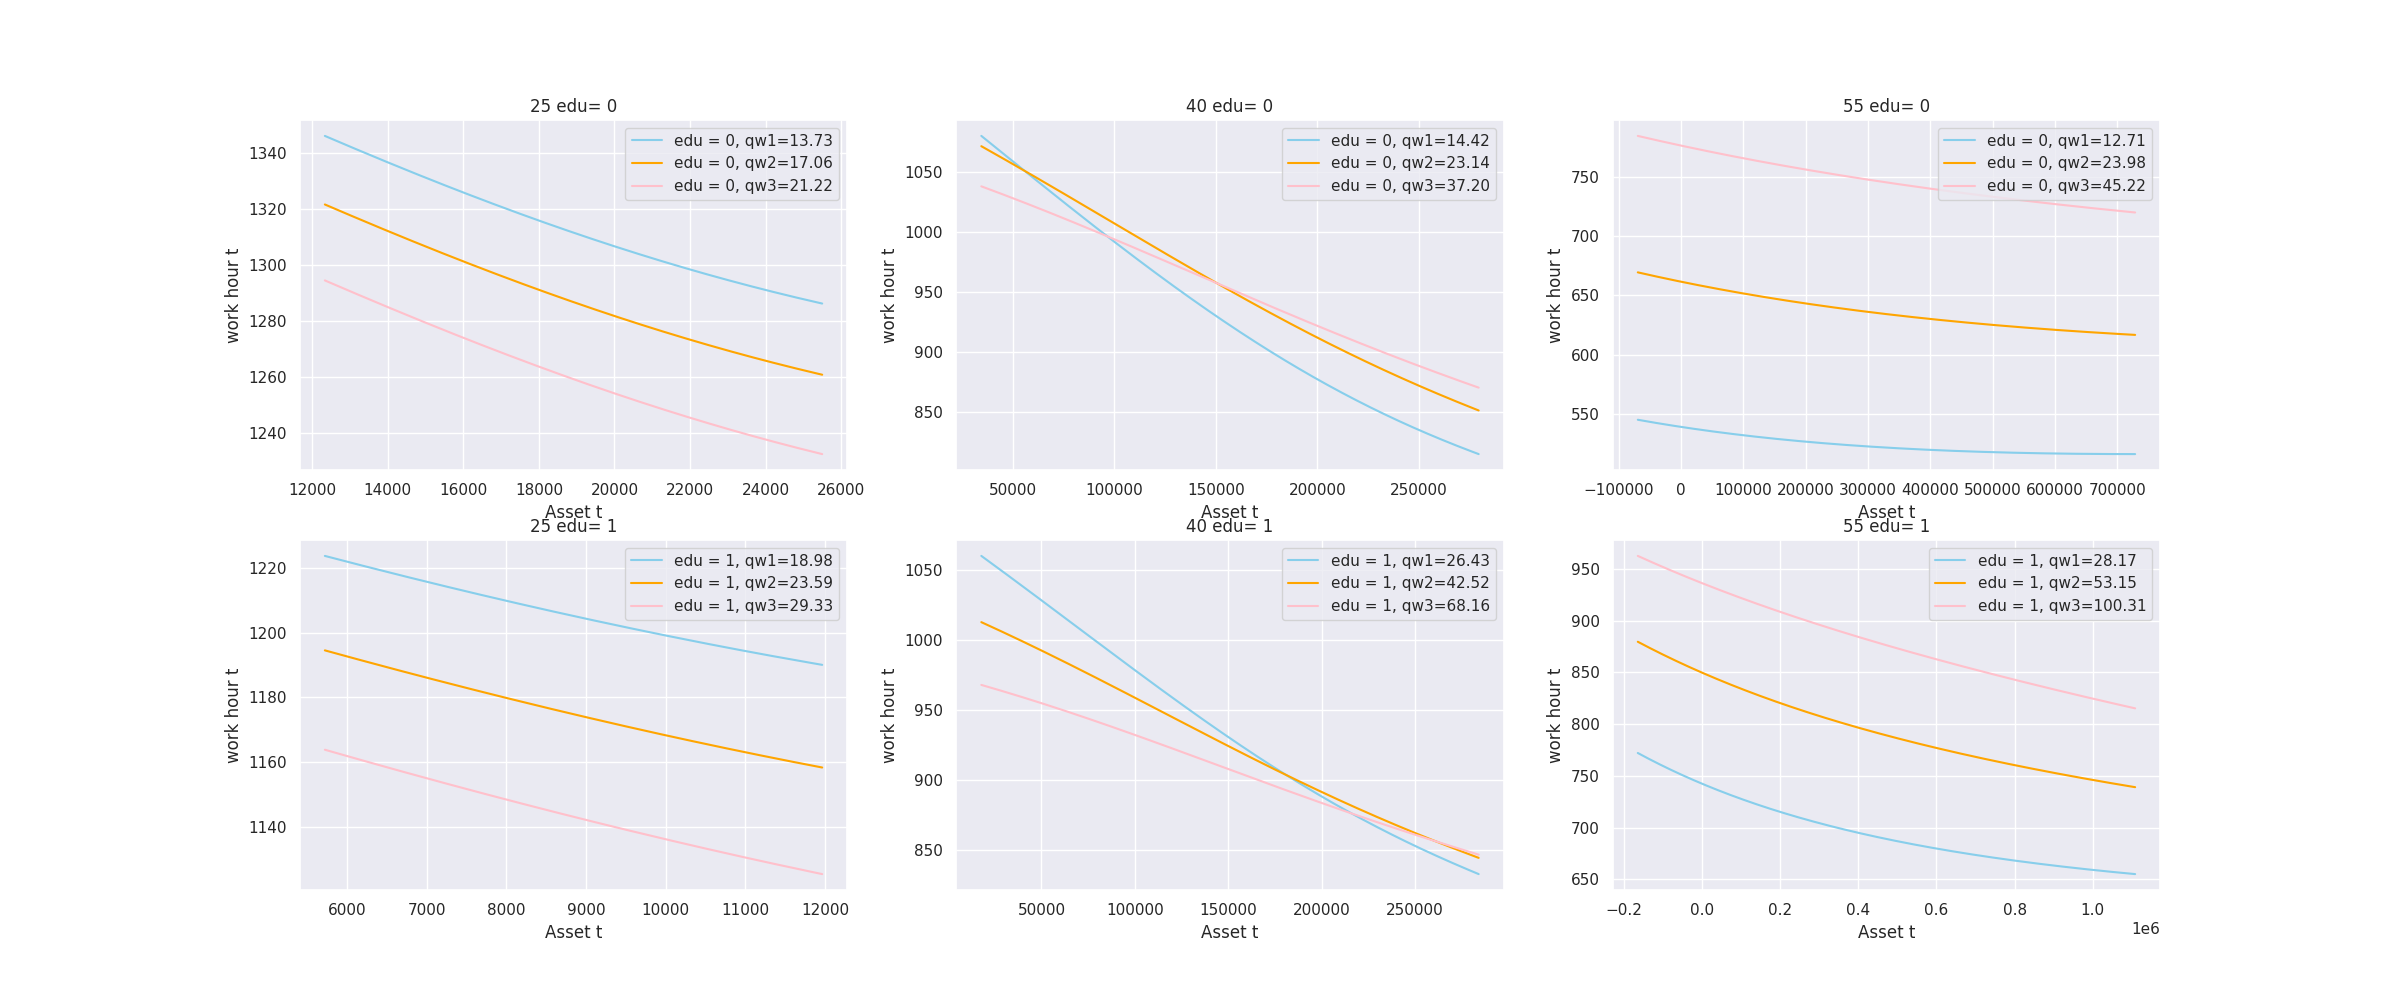 25 edu= 0
work hour t
1340
1320
1300
1280
1260
1240
edu = 0, qw1=13.73
edu = 0, qw2=17.06
edu = 0, qw3=21.22
12000 14000 16000 18000 20000 22000 24000 26000
Asset t
40 edu= 0
work hour t
1050
1000
950
900
850
edu = 0, qw1=14.42
edu = 0, qw2=23.14
edu = 0, qw3=37.20
50000 100000 150000 200000 250000
Asset t
55 edu= 0
work hour t
750
700
650
600
550
edu = 0, qw1=12.71
edu = 0, qw2=23.98
edu = 0, qw3=45.22
−100000 0 100000 200000 300000 400000 500000 600000 700000
Asset t
25 edu= 1
work hour t
1220
1200
1180
1160
1140
edu = 1, qw1=18.98
edu = 1, qw2=23.59
edu = 1, qw3=29.33
6000 7000 8000 9000 10000 11000 12000
Asset t
40 edu= 1
work hour t
1050
1000
950
900
850
edu = 1, qw1=26.43
edu = 1, qw2=42.52
edu = 1, qw3=68.16
50000 100000 150000 200000 250000
Asset t
55 edu= 1
work hour t
950
900
850
800
750
700
650
edu = 1, qw1=28.17
edu = 1, qw2=53.15
edu = 1, qw3=100.31
−0.2 0.0 0.2 0.4 0.6 0.8 1.0
1e6
Asset t